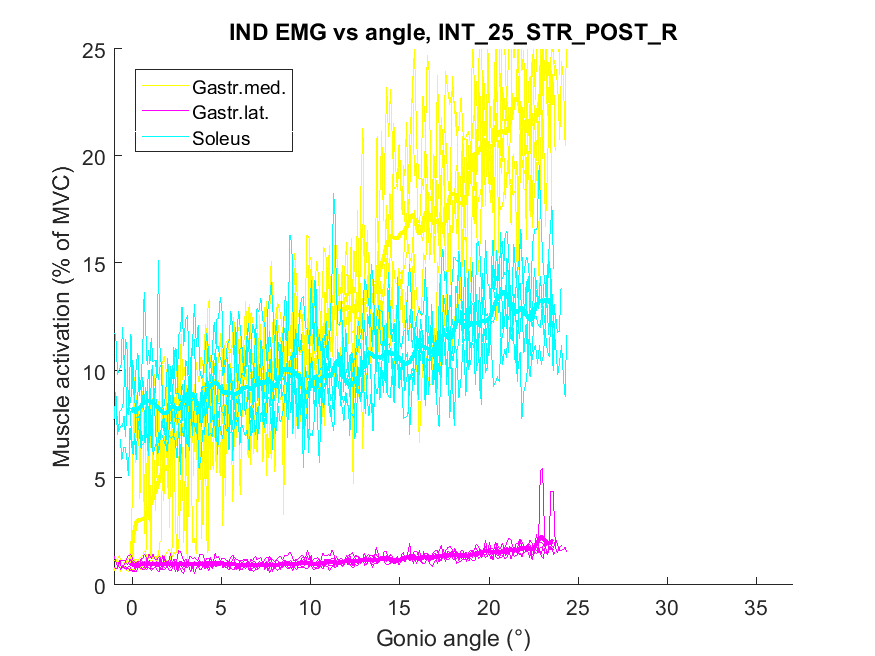 IND EMG vs angle, INT_25_STR_POST_R
Muscle activation (% of MVC)
25
20
15
10
5
0
Gastr.med.
Gastr.lat.
Soleus
0 5 10 15 20 25 30 35
Gonio angle (°)